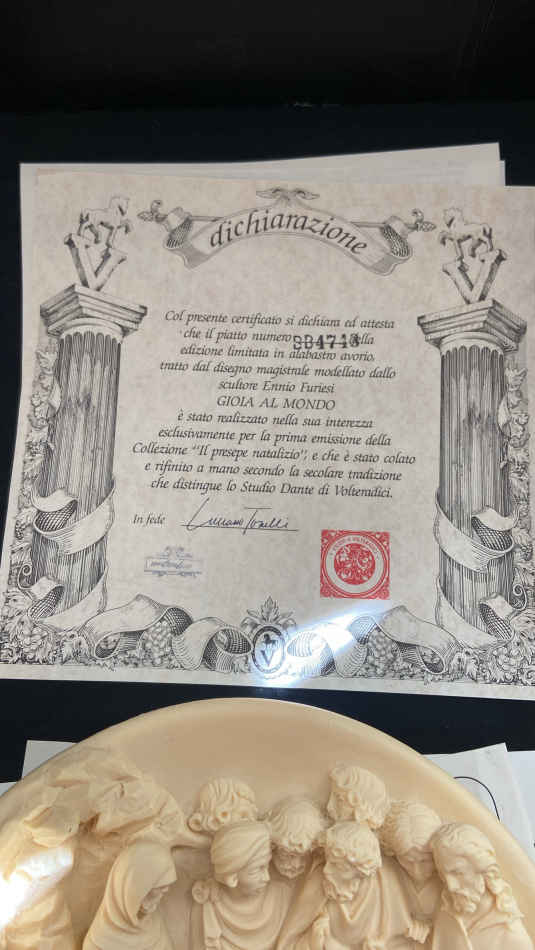 dichiarazione
Col presente certificato si dichiara ed attesta
che il piatto numero della
edizione limitata in alabastro avorio,
tratto dal disegno magistrale modellato dallo
scultore Ennio Furiesi
GIOIA AL MONDO
è stato realizzato nella sua interezza
esclusivamente per la prima emissione della
Collezione "Il presepe natalizio", e che è stato colato
e rifinito a mano secondo la secolare tradizione
che distingue lo Studio Dante di Volteradici.
In fede
V
V
V